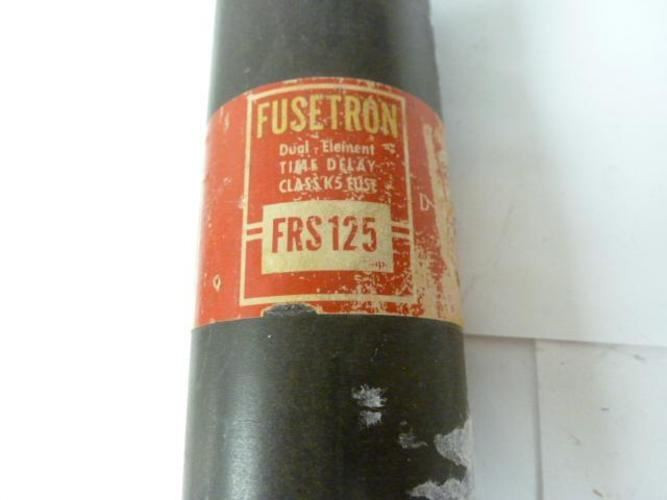 FUSETRON
Dual - Element
TIME DELAY
CLASS K5 FUSE
FRS 125
D